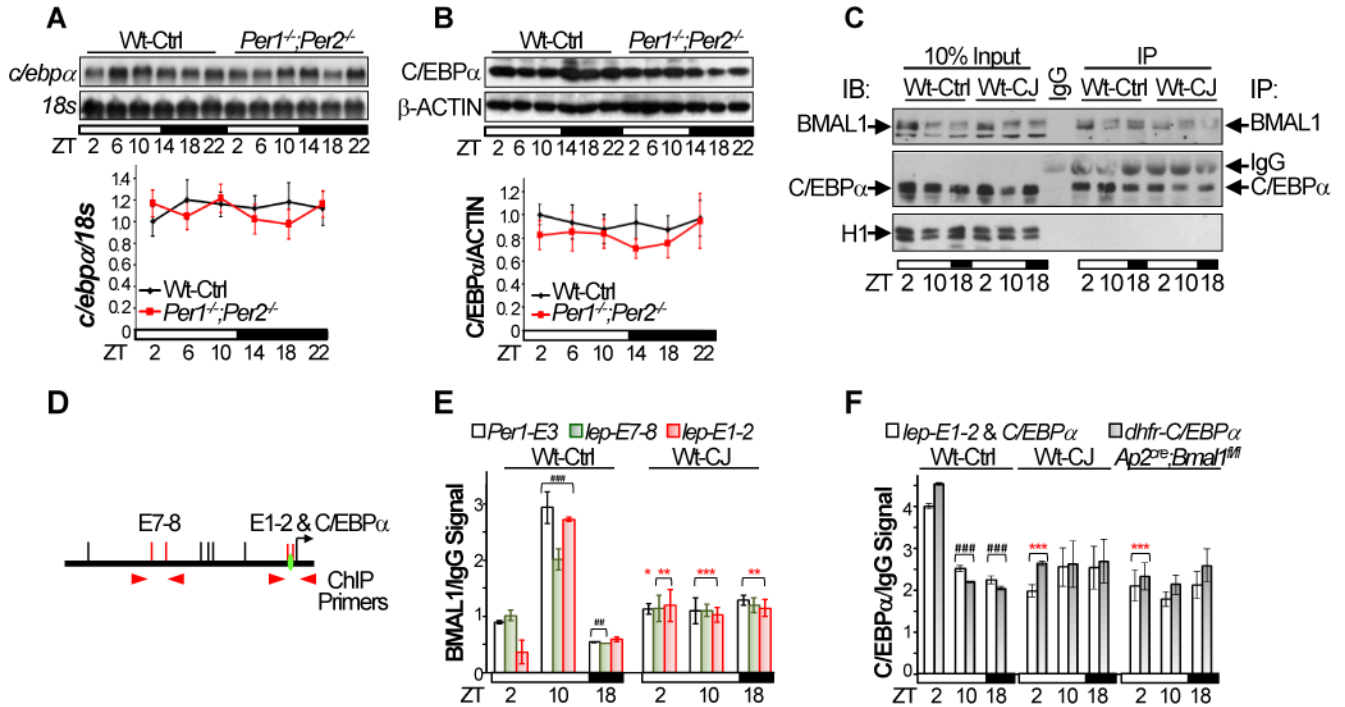 A
Wt-Ctrl Per1-/-;Per2-/-
c/ebpα
18s
ZT 2 6 10 14 18 22 2 6 10 14 18 22
c/ebpα/18s
1.4
1.2
1.0
0.8
0.6
0.4
0.2
0
Wt-Ctrl
Per1-/-;Per2-/-
ZT 2 6 10 14 18 22
B
Wt-Ctrl Per1-/-;Per2-/-
C/EBPα
β-ACTIN
ZT 2 6 10 14 18 22 2 6 10 14 18 22
C/EBPα/ACTIN
1.2
1.0
0.8
0.6
0.4
0.2
0
Wt-Ctrl
Per1-/-;Per2-/-
ZT 2 6 10 14 18 22
C
10% Input IgG IP
IB: Wt-Ctrl Wt-CJ Wt-Ctrl Wt-CJ IP:
BMAL1 BMAL1
IgG
C/EBPα C/EBPα
H1
ZT 2 10 18 2 10 18 2 10 18 2 10 18
D
E7-8 E1-2 & C/EBPα
ChIP
Primers
E
Per1-E3 lep-E7-8 lep-E1-2
Wt-Ctrl Wt-CJ
BMAL1/IgG Signal
3
2
1
0
### ## * ** *** **
ZT 2 10 18 2 10 18
F
lep-E1-2 & C/EBPα dhfr-C/EBPα
Wt-Ctrl Wt-CJ Ap2cre;Bmal1fl/fl
C/EBPα/IgG Signal
4
3
2
1
0
### ### *** ***
ZT 2 10 18 2 10 18 2 10 18